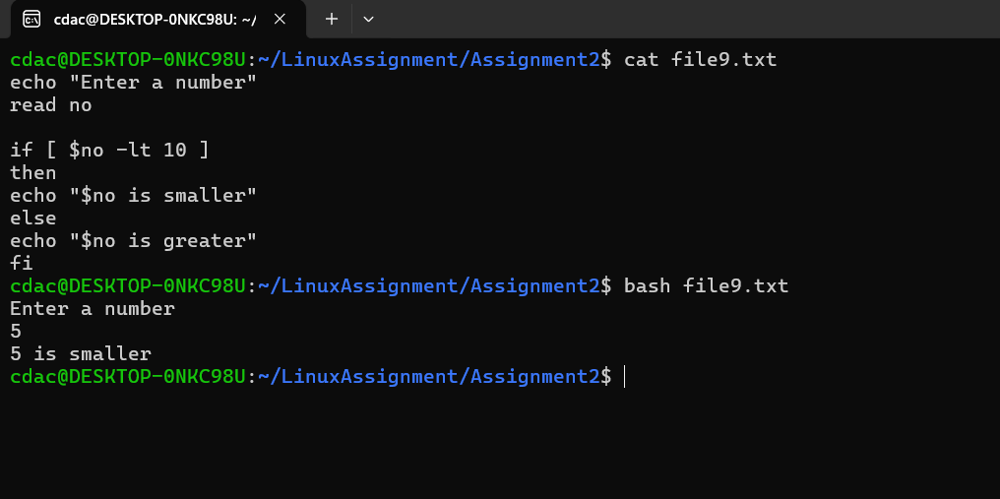 cdac@DESKTOP-0NKC98U: ~/
cdac@DESKTOP-0NKC98U:~/LinuxAssignment/Assignment2$ cat file9.txt
echo "Enter a number"
read no

if [ $no -lt 10 ]
then
echo "$no is smaller"
else
echo "$no is greater"
fi
cdac@DESKTOP-0NKC98U:~/LinuxAssignment/Assignment2$ bash file9.txt
Enter a number
5
5 is smaller
cdac@DESKTOP-0NKC98U:~/LinuxAssignment/Assignment2$